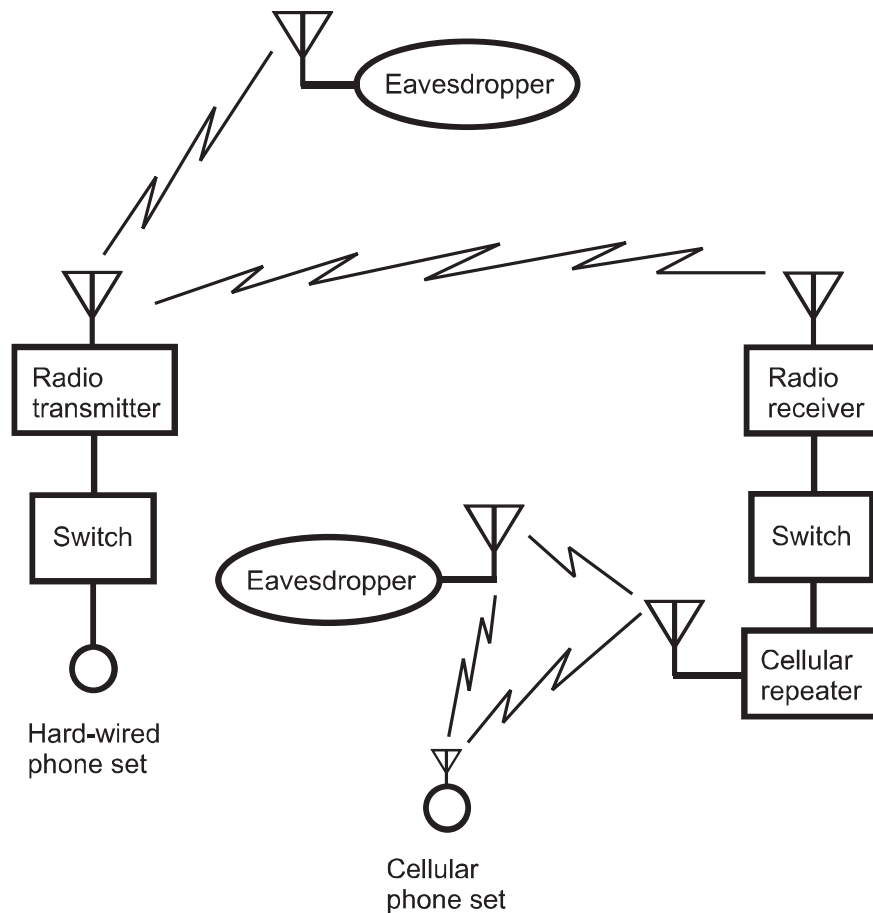 Eavesdropper
Radio
transmitter
Radio
receiver
Switch
Switch
Eavesdropper
Cellular
repeater
Hard-wired
phone set
Cellular
phone set